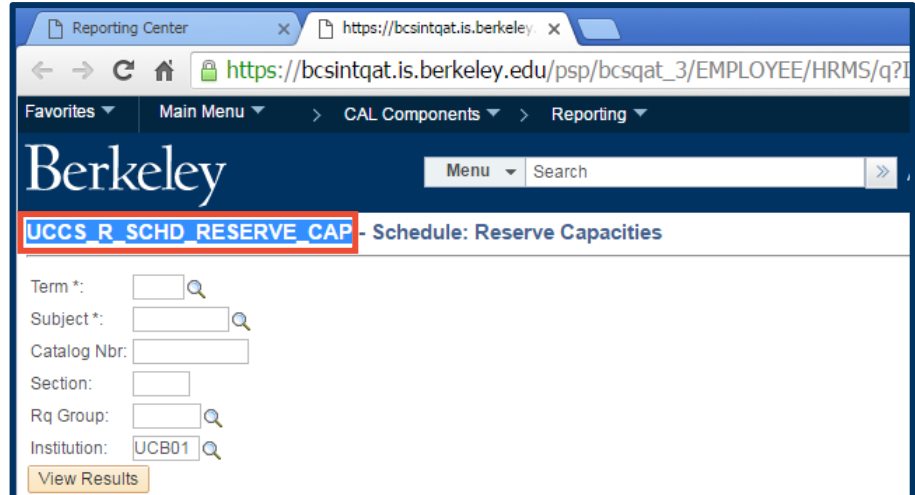 Reporting Center × https://bcsintqat.is.berkeley. ×
https://bcsintqat.is.berkeley.edu/psp/bcsqat_3/EMPLOYEE/HRMS/q?I
Favorites Main Menu > CAL Components > Reporting
Berkeley Menu Search »
UCCS_R_SCHD_RESERVE_CAP - Schedule: Reserve Capacities
Term *:
Subject *:
Catalog Nbr:
Section:
Rq Group:
Institution: UCB01
View Results